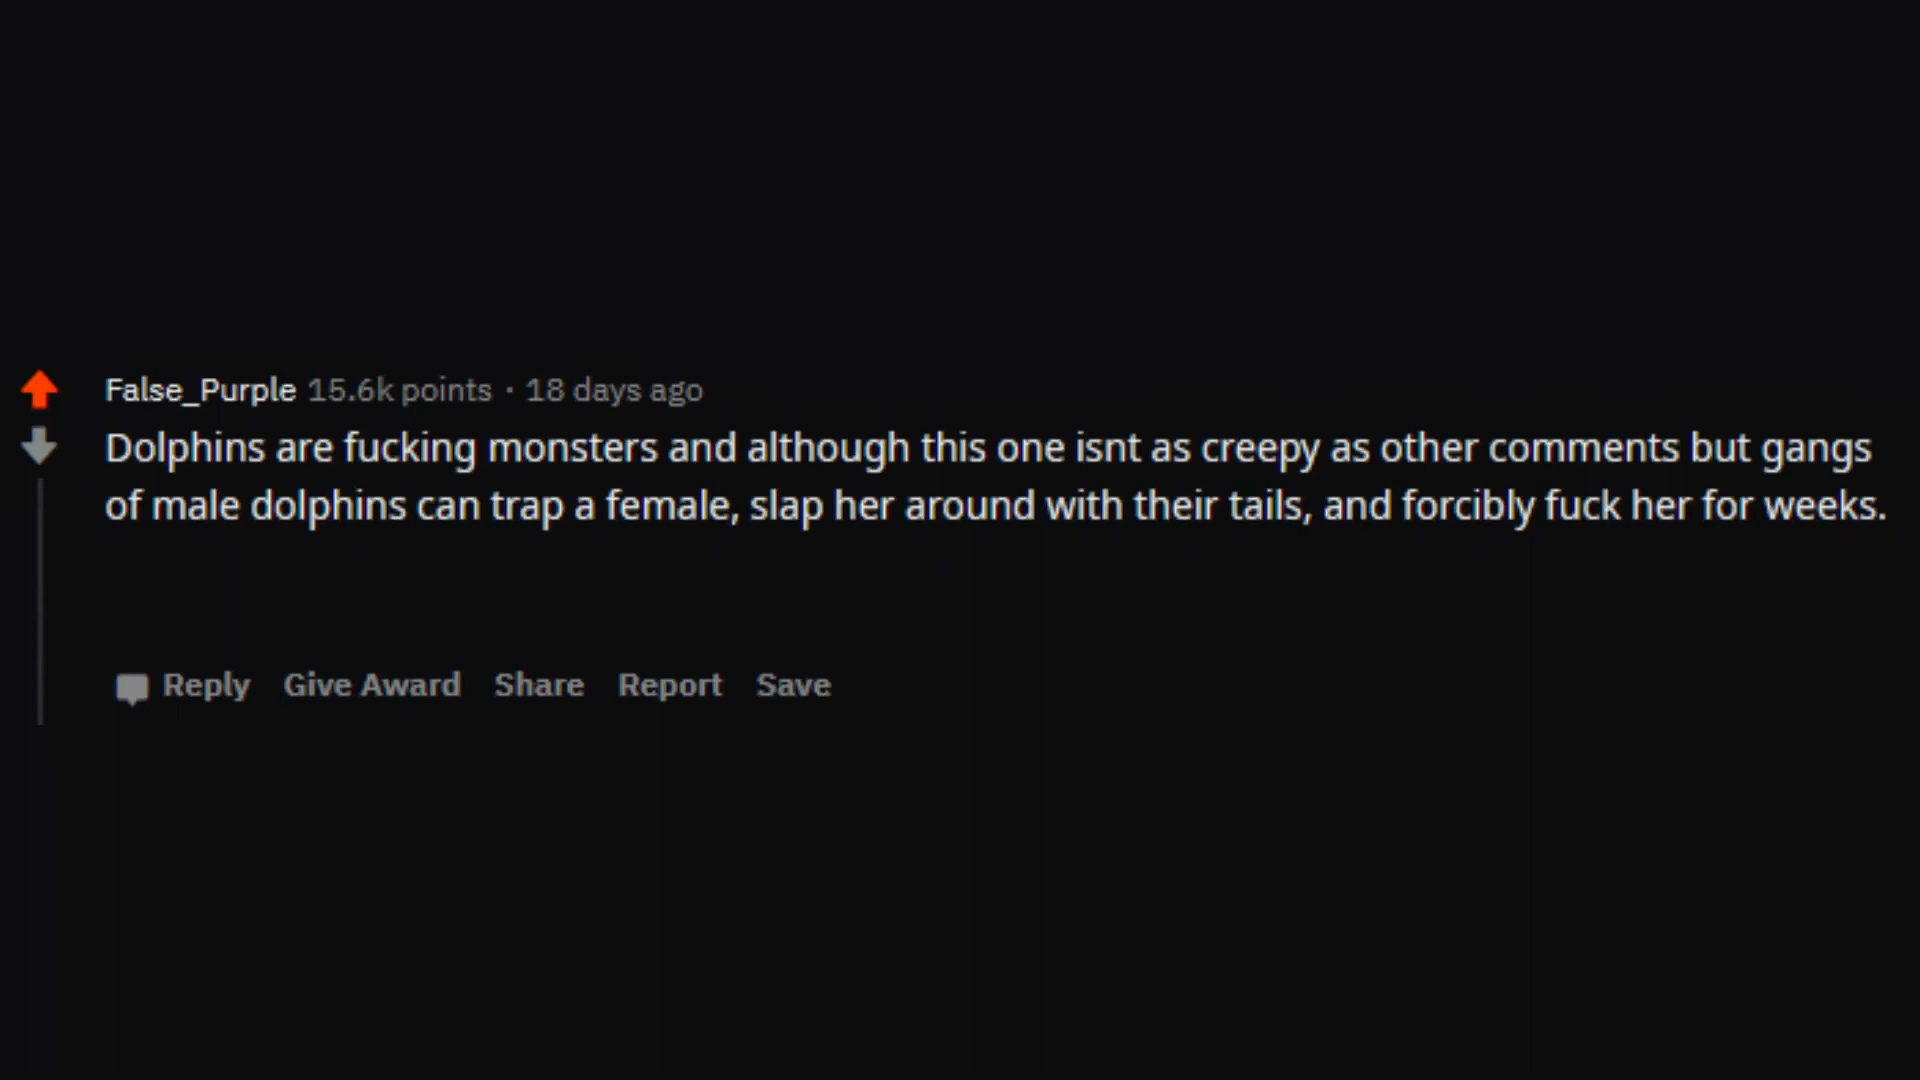 False_Purple 15.6k points · 18 days ago
Dolphins are fucking monsters and although this one isnt as creepy as other comments but gangs
of male dolphins can trap a female, slap her around with their tails, and forcibly fuck her for weeks.
Reply Give Award Share Report Save